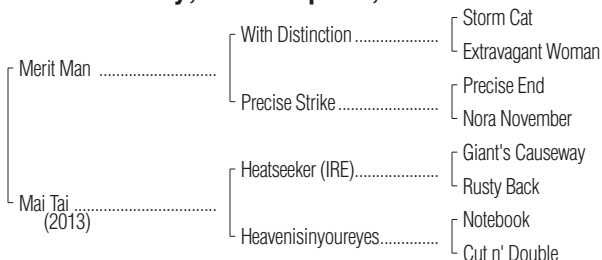 Storm Cat
With Distinction ....................
Extravagant Woman
Merit Man ............................
Precise End
Precise Strike ........................
Nora November
Giant's Causeway
Heatseeker (IRE)....................
Rusty Back
Mai Tai ..................................
(2013)
Notebook
Heavenisinyoureyes..............
Cut n' Double